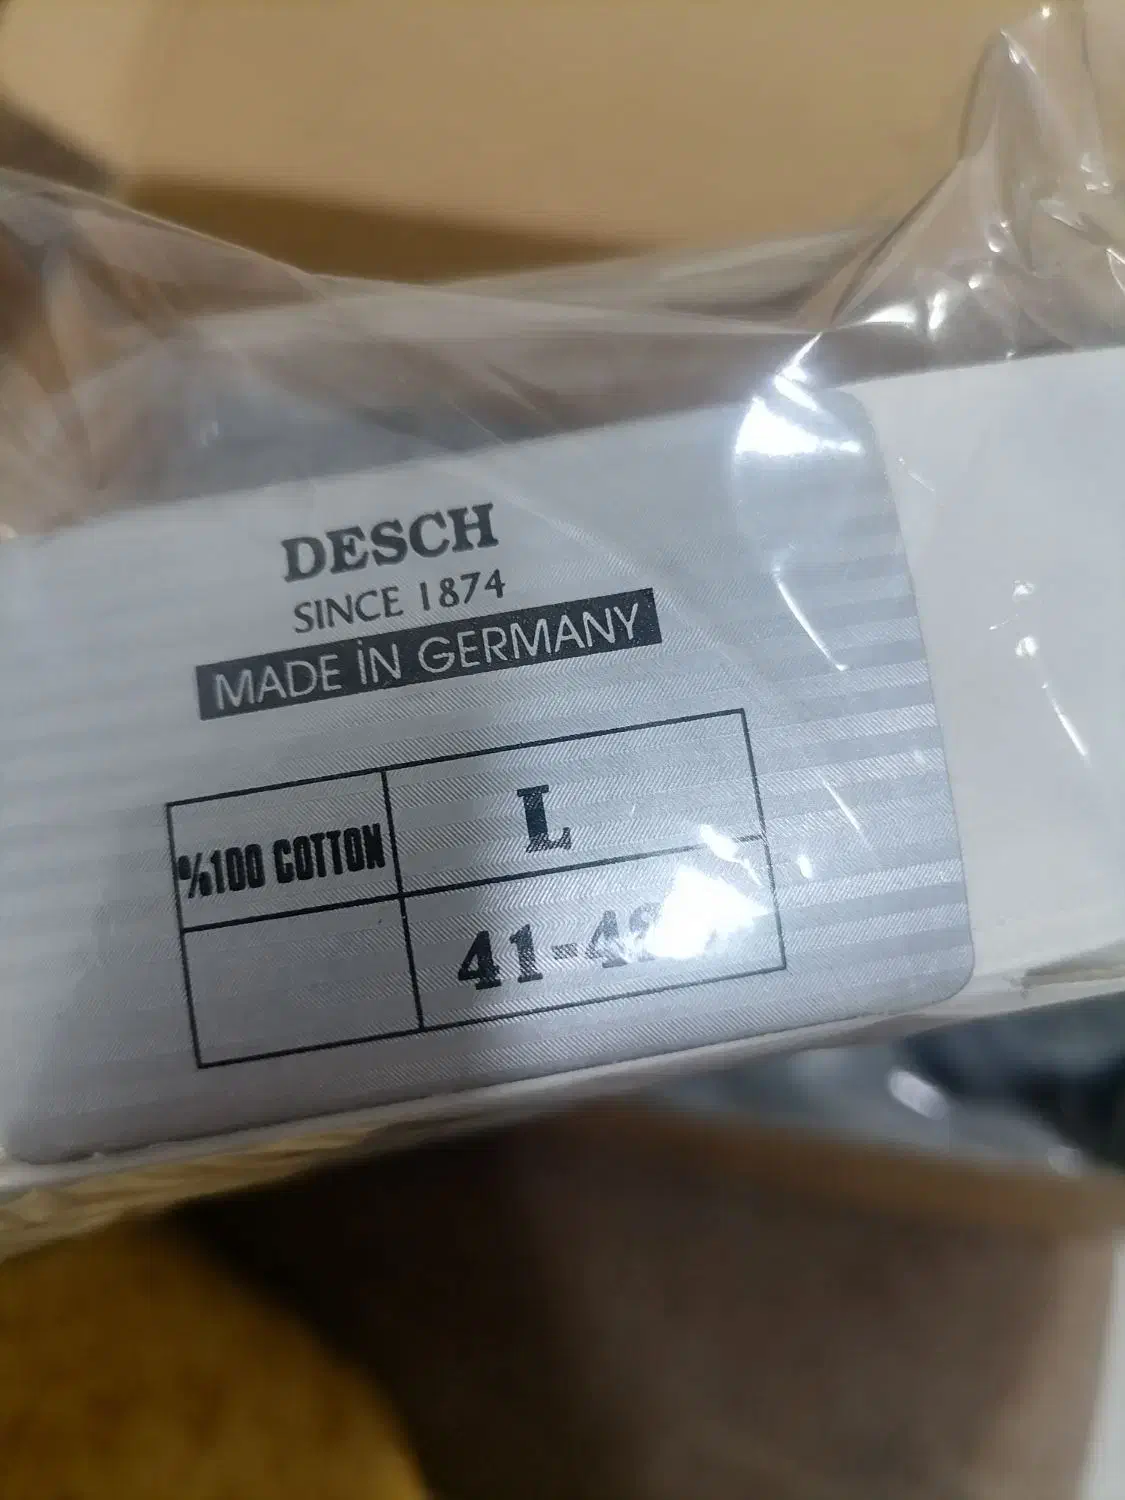 DESCH
SINCE 1874
MADE İN GERMANY
%100 COTTON
L